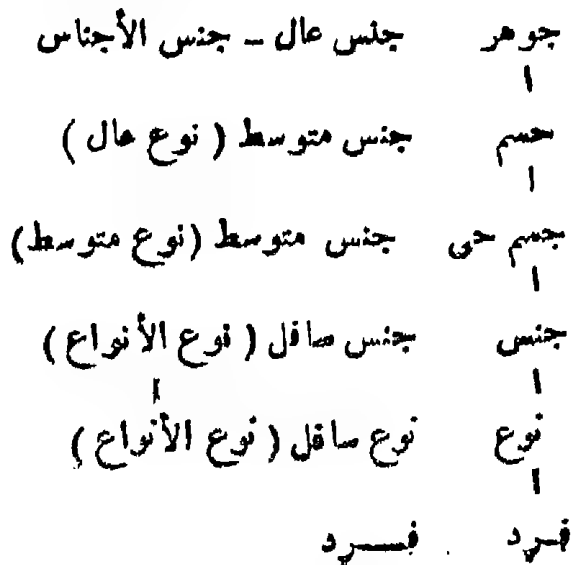 جوهر جنس عال - جنس الأجناس
جسم جنس متوسط ( نوع عال )
جسم حى جنس متوسط (نوع متوسط)
جنس جنس سافل ( نوع الأنواع )
نوع نوع سافل ( نوع الأنواع )
فرد فرد